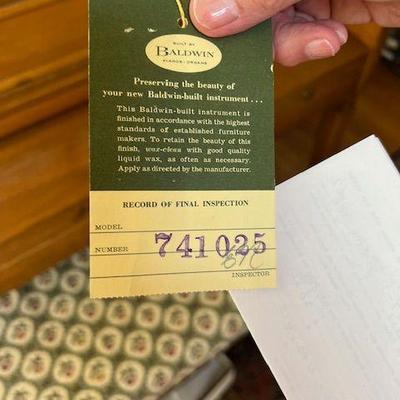 BUILT BY
BALDWIN
PIANOS · ORGANS
Preserving the beauty of
your new Baldwin-built instrument . . .
This Baldwin-built instrument is
finished in accordance with the highest
standards of established furniture
makers. To retain the beauty of this
finish, wax-clean with good quality
liquid wax, as often as necessary.
Apply as directed by the manufacturer.
RECORD OF FINAL INSPECTION
MODEL
NUMBER 741025
INSPECTOR